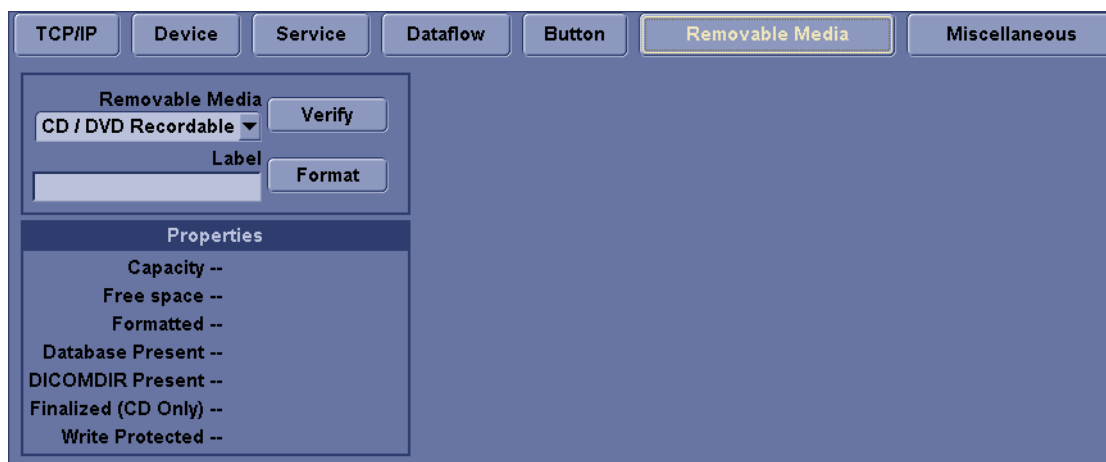 TCP/IP Device Service Dataflow Button Removable Media Miscellaneous
Removable Media
CD / DVD Recordable
Verify
Label
Format
Properties
Capacity --
Free space --
Formatted --
Database Present --
DICOMDIR Present --
Finalized (CD Only) --
Write Protected --